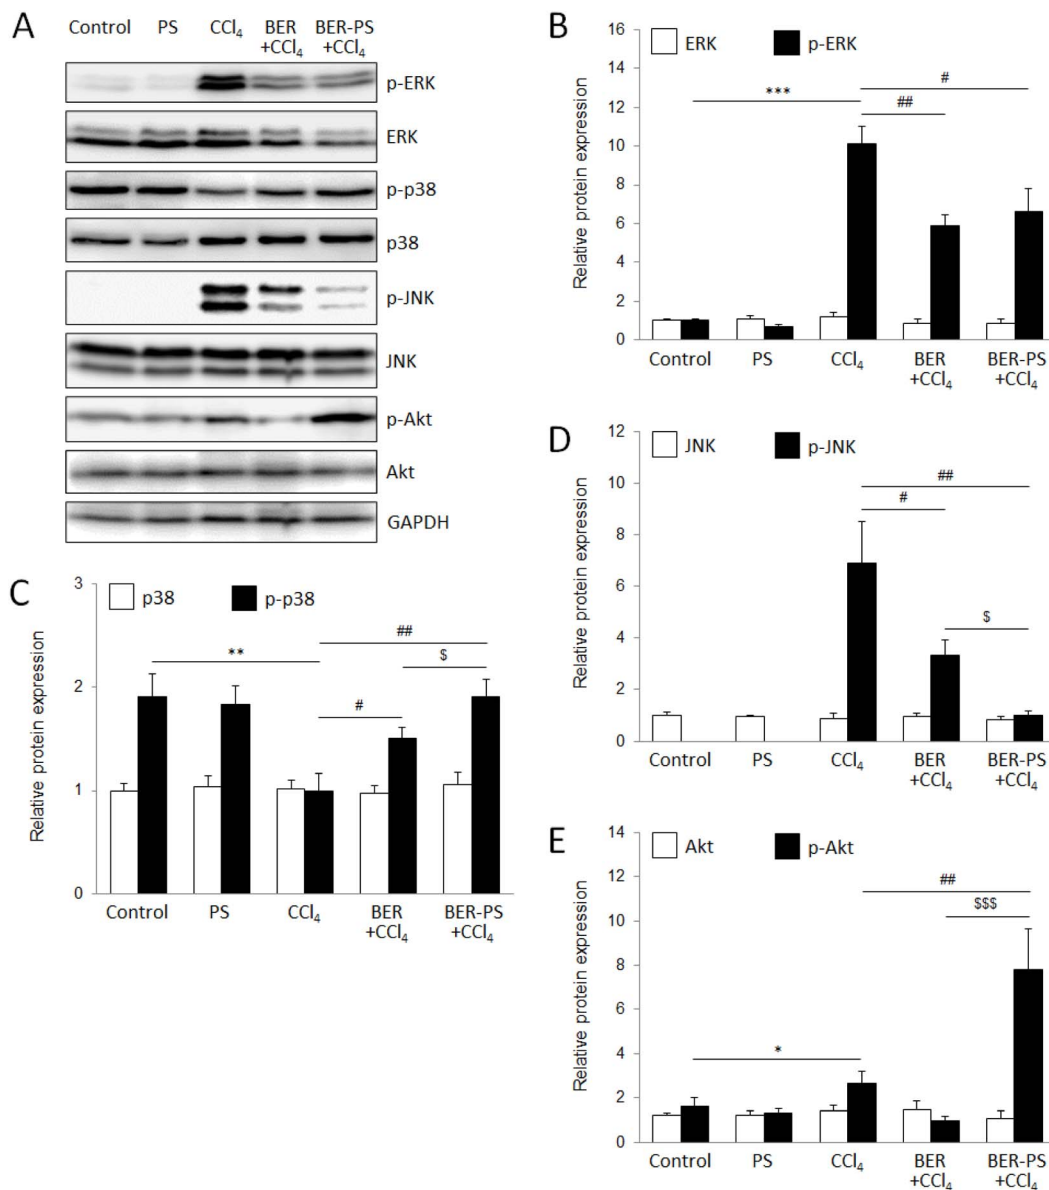 A
Control PS CCl₄ BER +CCl₄ BER-PS +CCl₄
p-ERK
ERK
p-p38
p38
p-JNK
JNK
p-Akt
Akt
GAPDH
B
ERK p-ERK
Relative protein expression
16
14
12
10
8
6
4
2
0
***
##
#
Control PS CCl₄ BER BER-PS
+CCl₄ +CCl₄
C
p38 p-p38
Relative protein expression
3
2
1
0
**
##
$
#
Control PS CCl₄ BER BER-PS
+CCl₄ +CCl₄
D
JNK p-JNK
Relative protein expression
12
10
8
6
4
2
0
##
#
$
Control PS CCl₄ BER BER-PS
+CCl₄ +CCl₄
E
Akt p-Akt
Relative protein expression
14
12
10
8
6
4
2
0
##
$$$
*
Control PS CCl₄ BER BER-PS
+CCl₄ +CCl₄